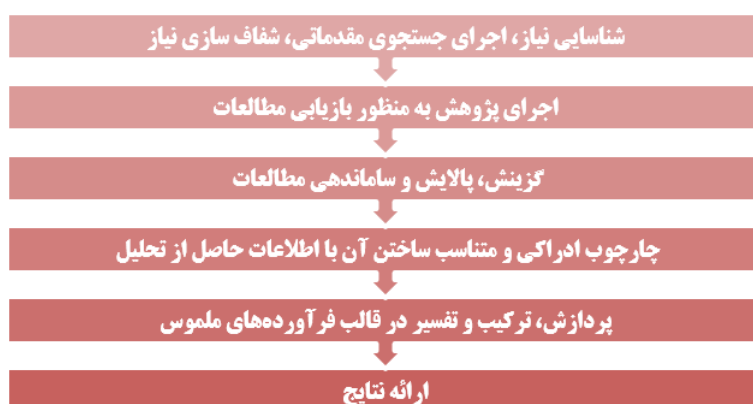 شناسایی نیاز، اجرای جستجوی مقدماتی، شفاف سازی نیاز
اجرای پژوهش به منظور بازیابی مطالعات
گزینش، پالایش و ساماندهی مطالعات
چارچوب ادراکی و متناسب ساختن آن با اطلاعات حاصل از تحلیل
پردازش، ترکیب و تفسیر در قالب فرآورده‌های ملموس
ارائه نتایج